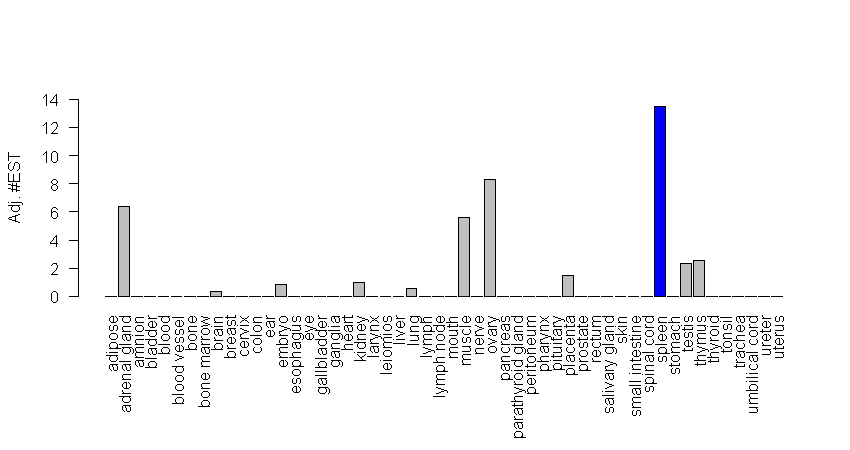 14
12
10
8
6
4
2
0
Adj. #EST
adipose
adrenal gland
amnion
bladder
blood
blood vessel
bone
bone marrow
brain
breast
cervix
colon
ear
embryo
esophagus
eye
gallbladder
ganglia
heart
kidney
larynx
leiomios
liver
lung
lymph
lymph node
mouth
muscle
nerve
ovary
pancreas
parathyroid gland
peritoneum
pharynx
pituitary
placenta
prostate
rectum
salivary gland
skin
small intestine
spinal cord
spleen
stomach
testis
thymus
thyroid
tonsil
trachea
umbilical cord
ureter
uterus